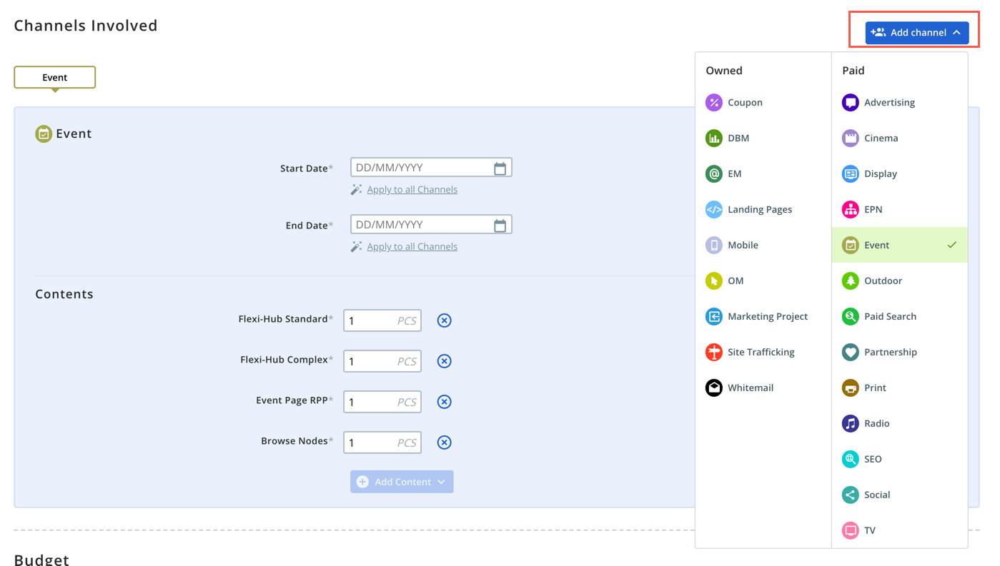 Channels Involved
Add channel
Event
Event
Start Date*
DD/MM/YYYY
Apply to all Channels
End Date*
DD/MM/YYYY
Apply to all Channels
Contents
Flexi-Hub Standard*
1 PCS
Flexi-Hub Complex*
1 PCS
Event Page RPP*
1 PCS
Browse Nodes*
1 PCS
Add Content
Owned
Coupon
DBM
EM
Landing Pages
Mobile
OM
Marketing Project
Site Trafficking
Whitemail
Paid
Advertising
Cinema
Display
EPN
Event
Outdoor
Paid Search
Partnership
Print
Radio
SEO
Social
TV
Budget